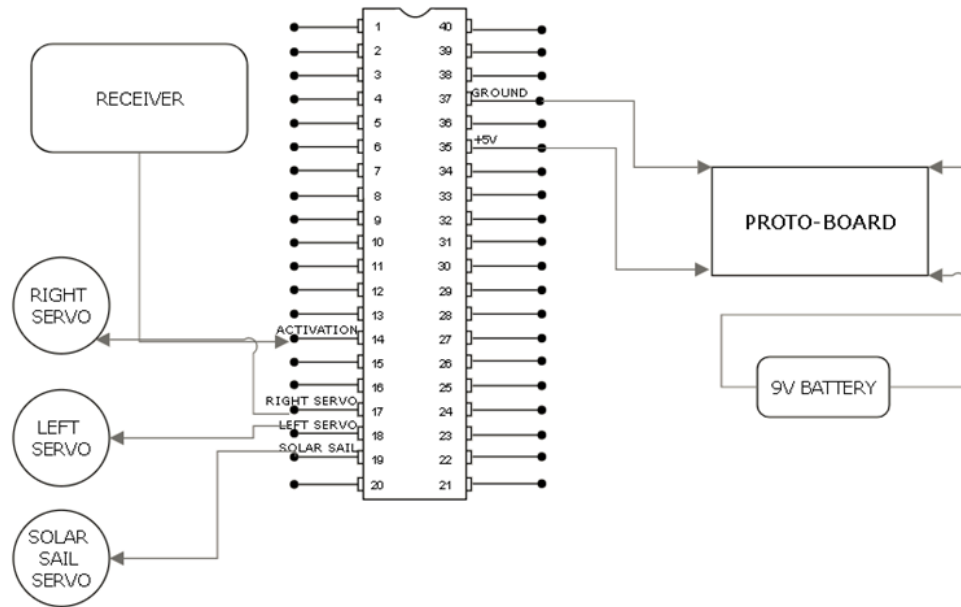 RECEIVER
RIGHT
SERVO
LEFT
SERVO
SOLAR
SAIL
SERVO
1
2
3
4
5
6
7
8
9
10
11
12
13
ACTIVATION
14
15
16
RIGHT SERVO
17
LEFT SERVO
18
SOLAR SAIL
19
20
40
39
38
GROUND
37
36
+5V
35
34
33
32
31
30
29
28
27
26
25
24
23
22
21
PROTO-BOARD
9V BATTERY